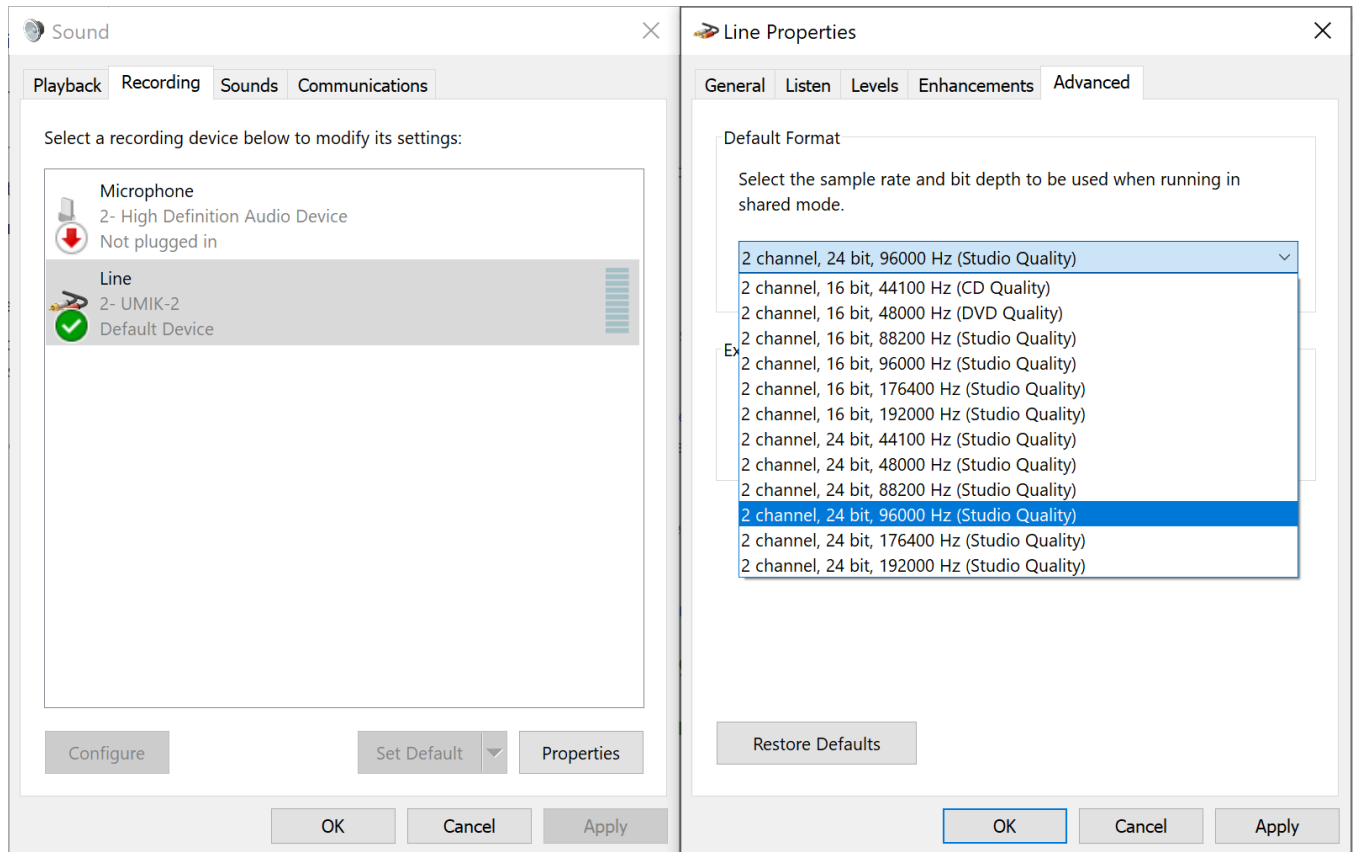 Sound
Playback
Recording
Sounds
Communications
Select a recording device below to modify its settings:
Microphone
2- High Definition Audio Device
Not plugged in
Line
2- UMIK-2
Default Device
Configure
Set Default
Properties
OK
Cancel
Apply
Line Properties
General
Listen
Levels
Enhancements
Advanced
Default Format
Select the sample rate and bit depth to be used when running in
shared mode.
2 channel, 24 bit, 96000 Hz (Studio Quality)
2 channel, 16 bit, 44100 Hz (CD Quality)
2 channel, 16 bit, 48000 Hz (DVD Quality)
2 channel, 16 bit, 88200 Hz (Studio Quality)
2 channel, 16 bit, 96000 Hz (Studio Quality)
2 channel, 16 bit, 176400 Hz (Studio Quality)
2 channel, 16 bit, 192000 Hz (Studio Quality)
2 channel, 24 bit, 44100 Hz (Studio Quality)
2 channel, 24 bit, 48000 Hz (Studio Quality)
2 channel, 24 bit, 88200 Hz (Studio Quality)
2 channel, 24 bit, 96000 Hz (Studio Quality)
2 channel, 24 bit, 176400 Hz (Studio Quality)
2 channel, 24 bit, 192000 Hz (Studio Quality)
Restore Defaults
OK
Cancel
Apply